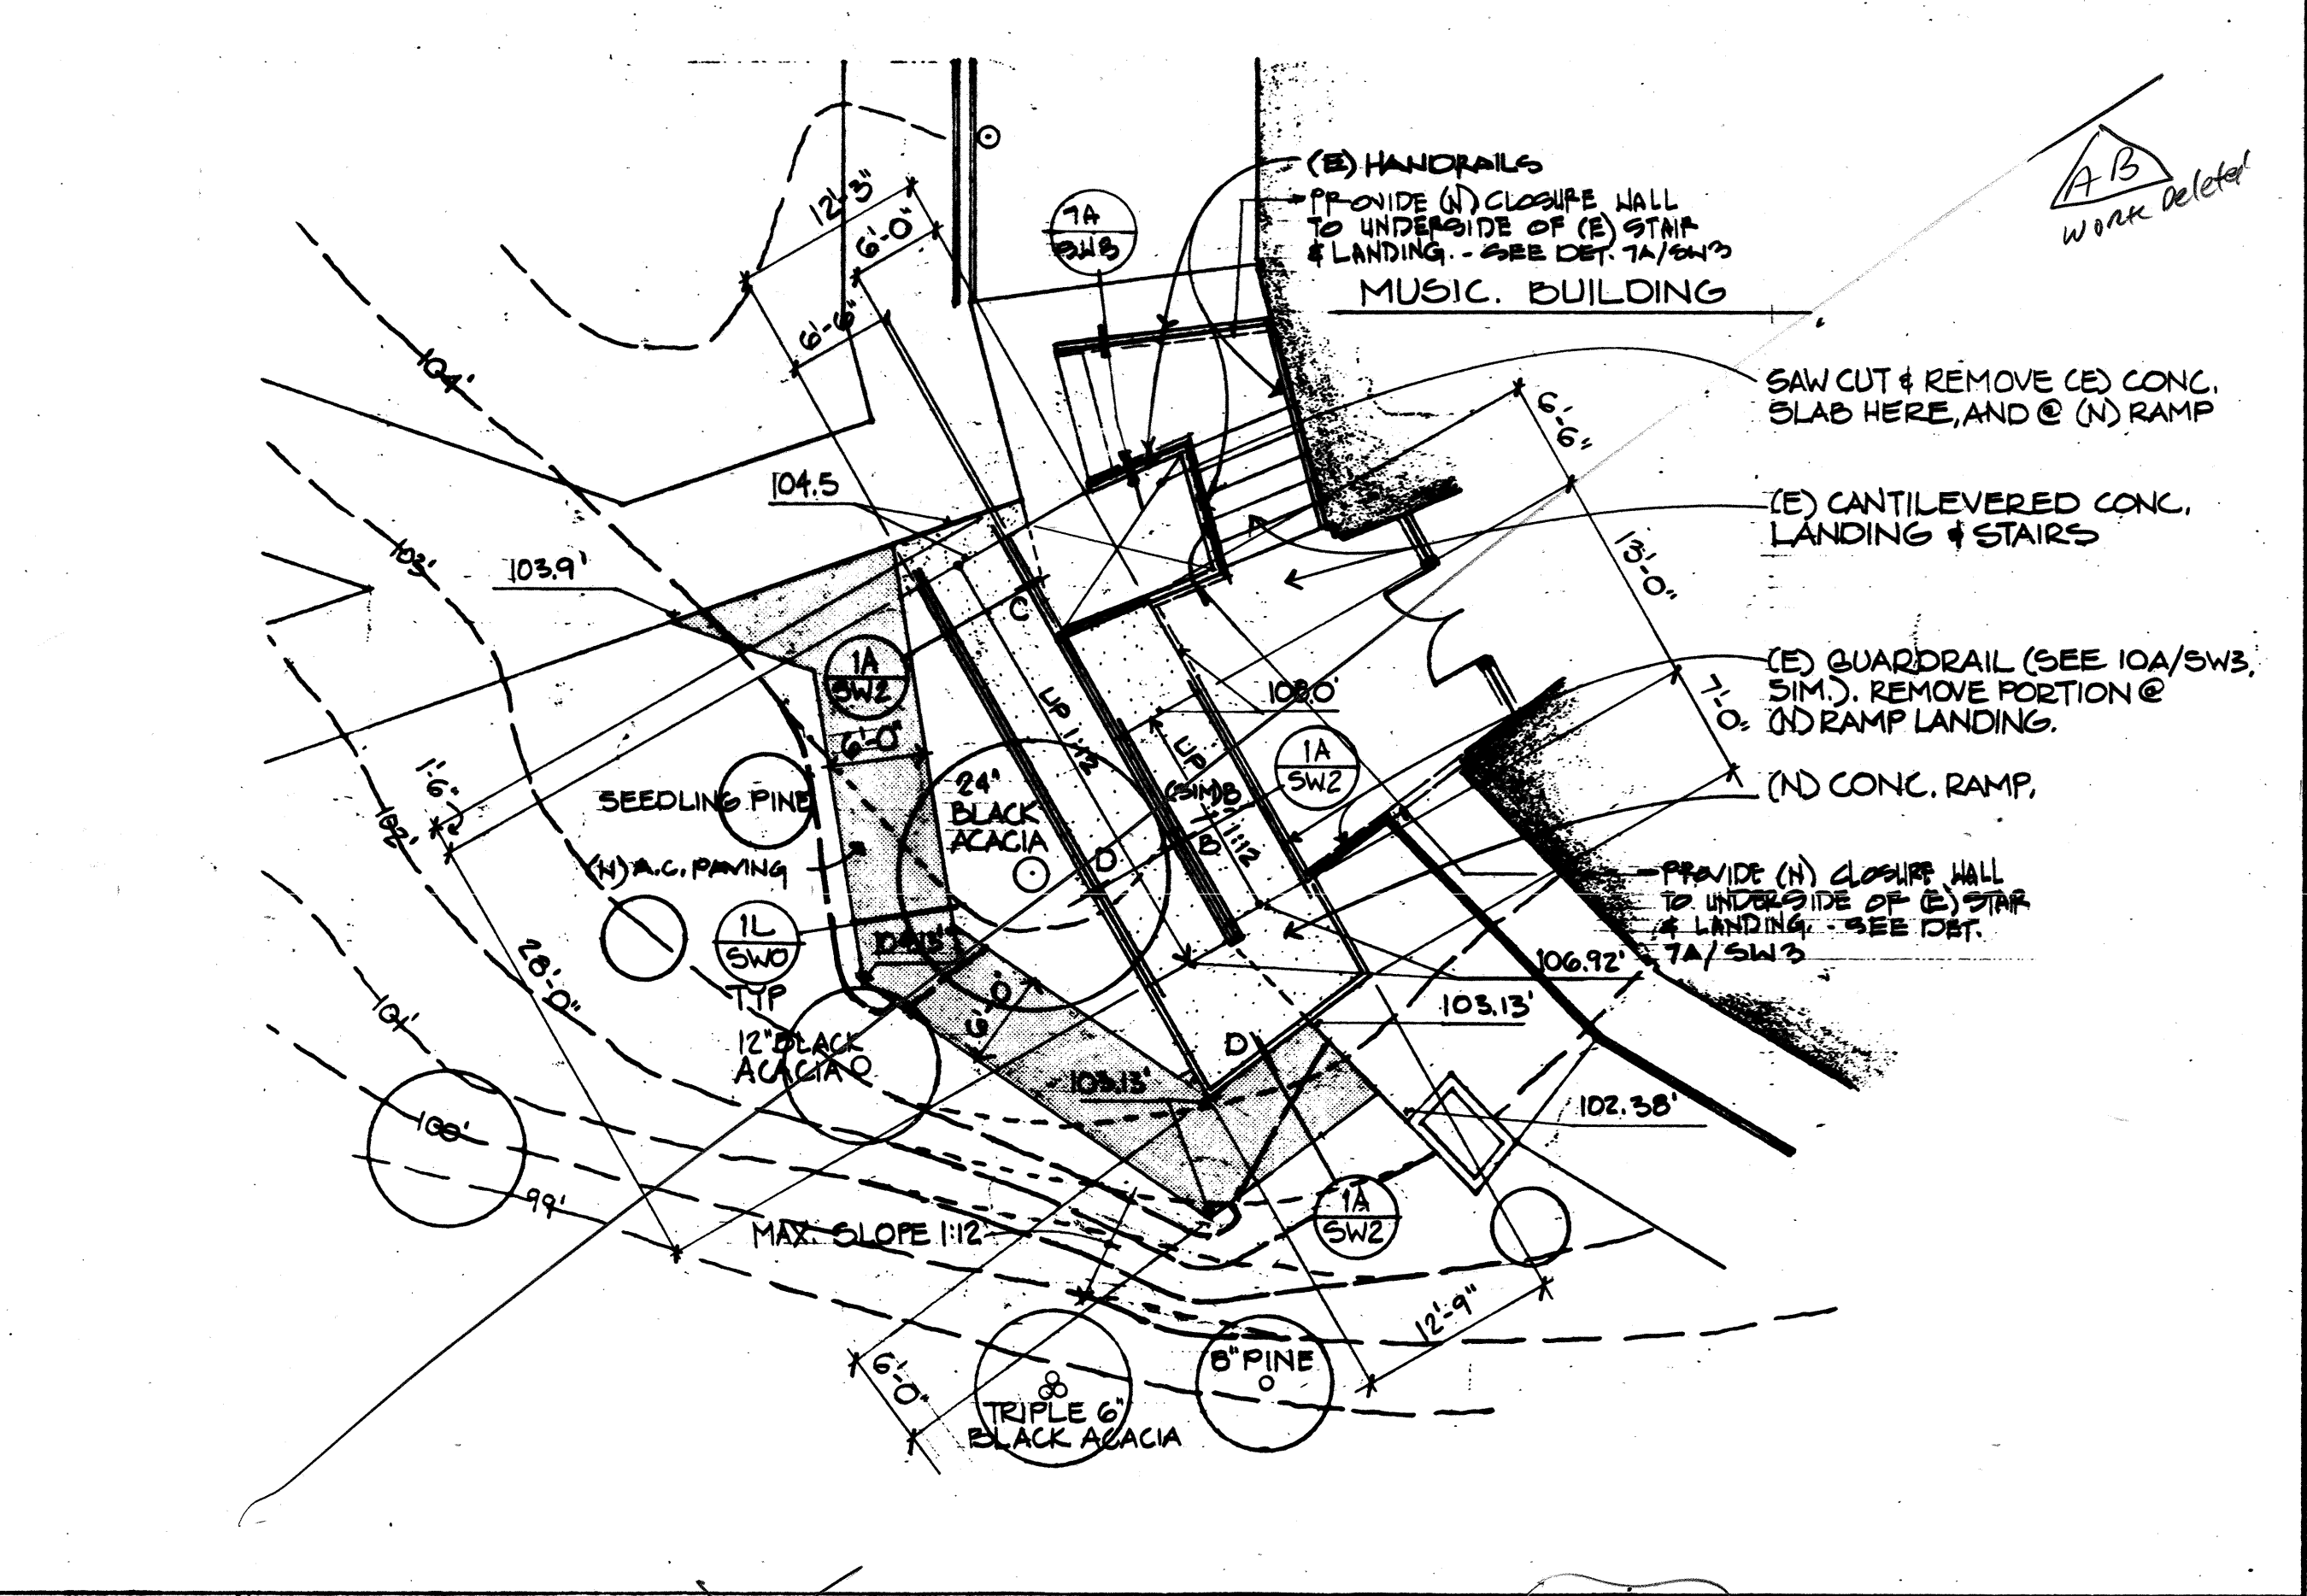 (E) HANDRAILS
PROVIDE (N) CLOSURE WALL
TO UNDERSIDE OF (E) STAIR
& LANDING. - SEE DET. 7A/SW3
MUSIC. BUILDING
AB
WORK Deleted
12'-3"
6'-0"
6'-6"
7A
SW3
SAW CUT & REMOVE (E) CONC.
SLAB HERE, AND @ (N) RAMP
(E) CANTILEVERED CONC.
LANDING & STAIRS
(E) GUARDRAIL (SEE 10A/SW3,
SIM.). REMOVE PORTION @
(N) RAMP LANDING.
(N) CONC. RAMP.
PROVIDE (N) CLOSURE WALL
TO UNDERSIDE OF (E) STAIR
& LANDING. - SEE DET.
7A/SW3
6'-6"
13'-0"
7'-0"
104'
103'
102'
101'
100'
99'
104.5
103.9'
C
1A
SW2
6'-0"
UP 1:12
108.0'
UP
1:12
(SIM) B
B
1A
SW2
24"
BLACK
ACACIA
D
SEEDLING PINE
(N) A.C. PAVING
1'-6"
28'-0"
1L
SW0
TYP
12" BLACK
ACACIA
6'-0"
106.92'
103.13'
D
103.13'
102.38'
1A
SW2
MAX. SLOPE 1:12
12'-9"
6'-0"
TRIPLE 6"
BLACK ACACIA
8" PINE